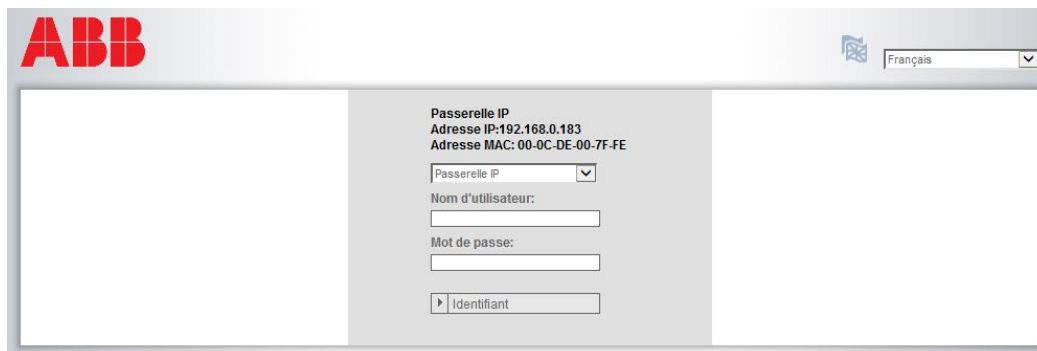 ABB
Français
Passerelle IP
Adresse IP:192.168.0.183
Adresse MAC: 00-0C-DE-00-7F-FE
Passerelle IP
Nom d'utilisateur:
Mot de passe:
Identifiant